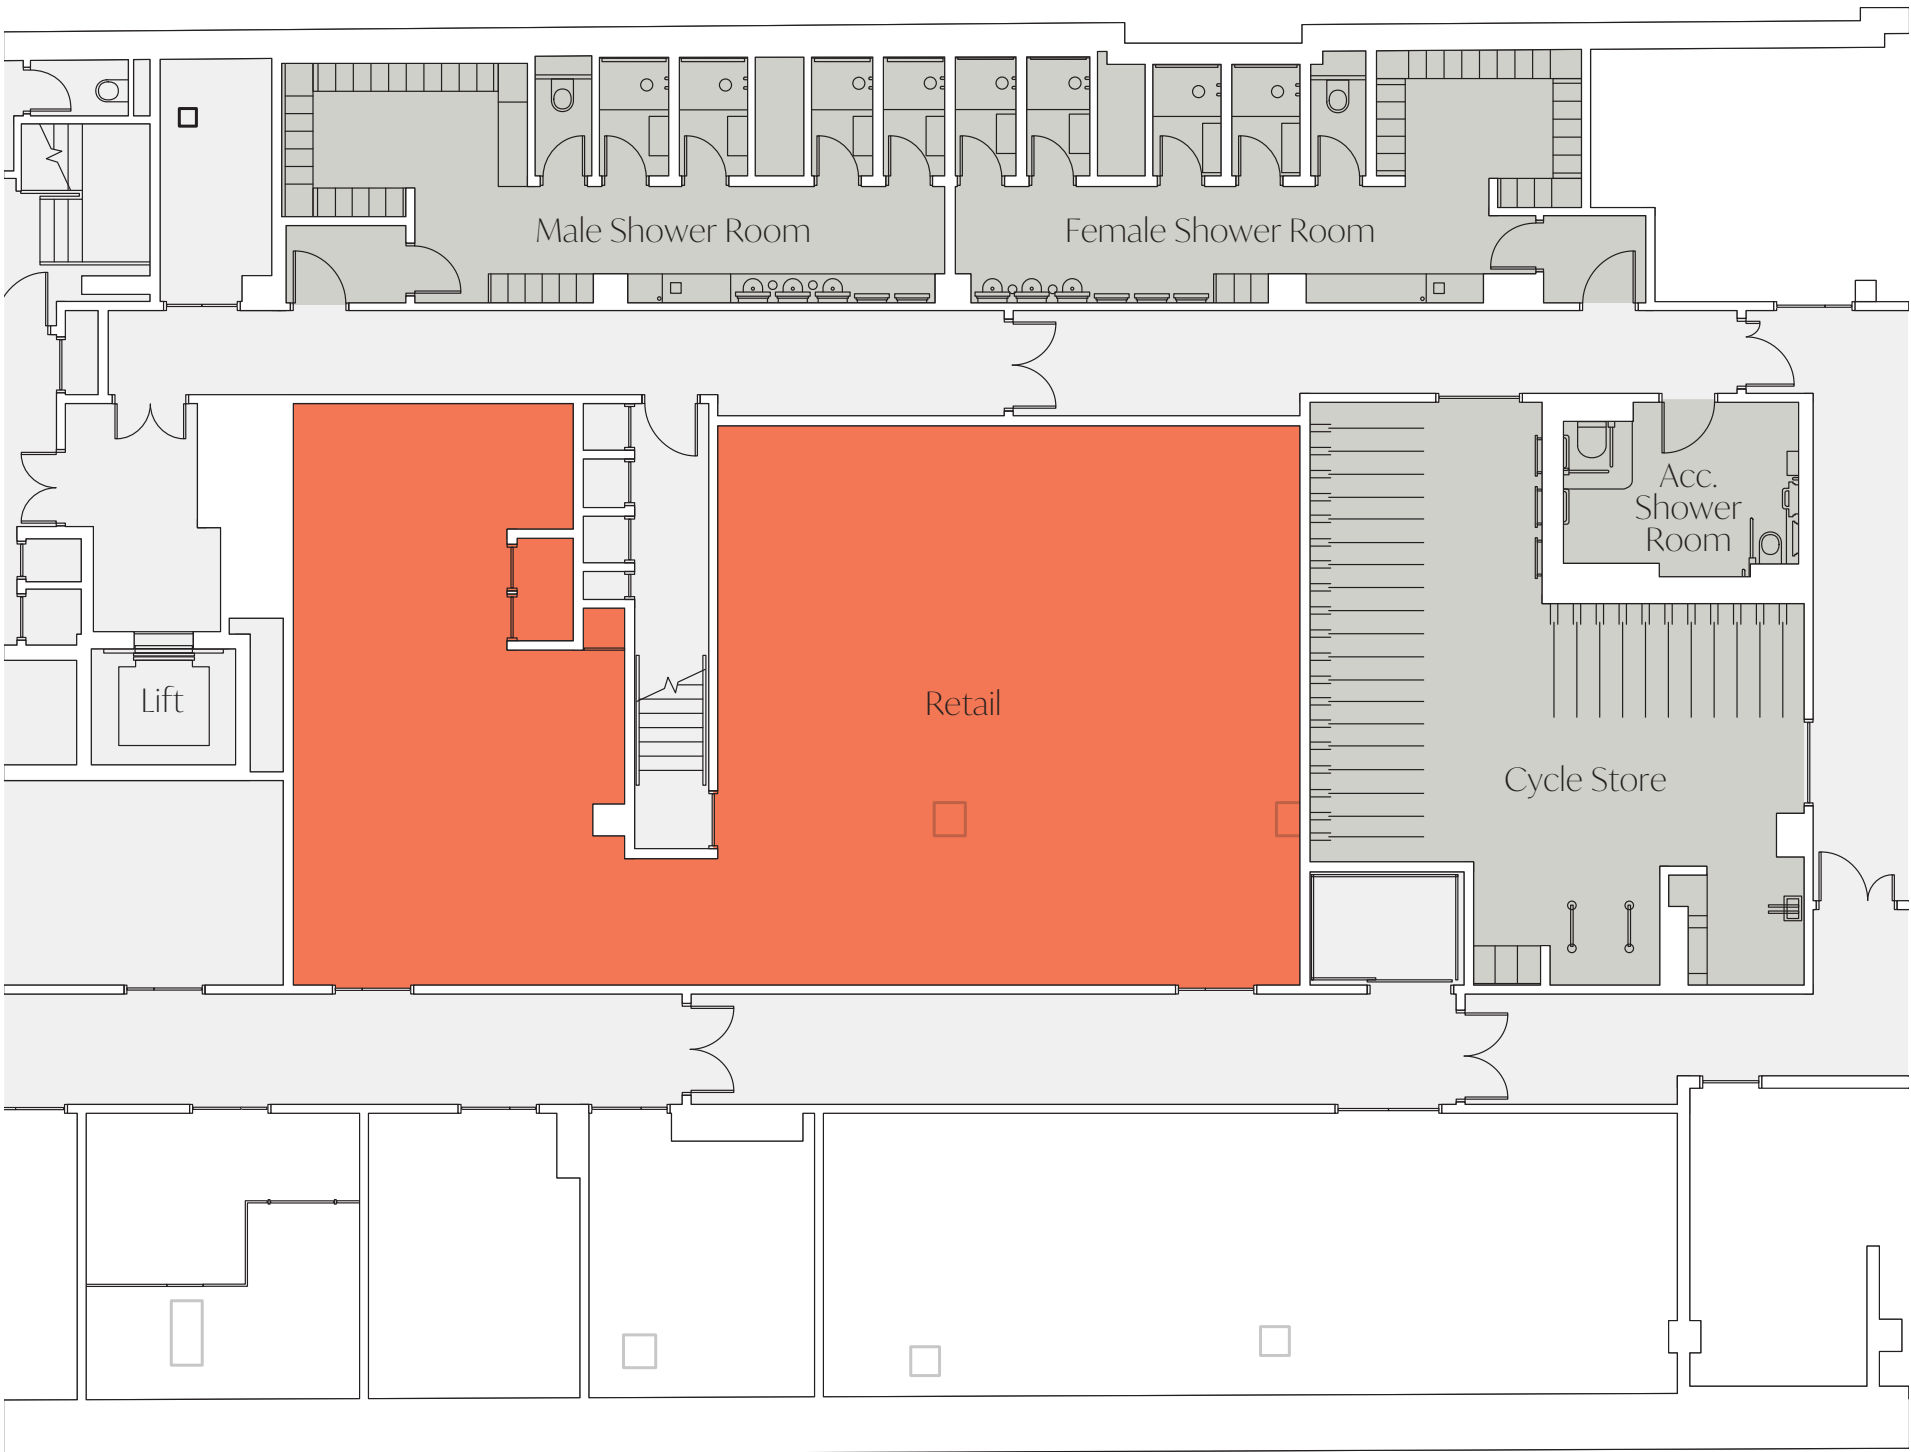 Male Shower Room
Female Shower Room
Acc.
Shower
Room
Lift
Retail
Cycle Store